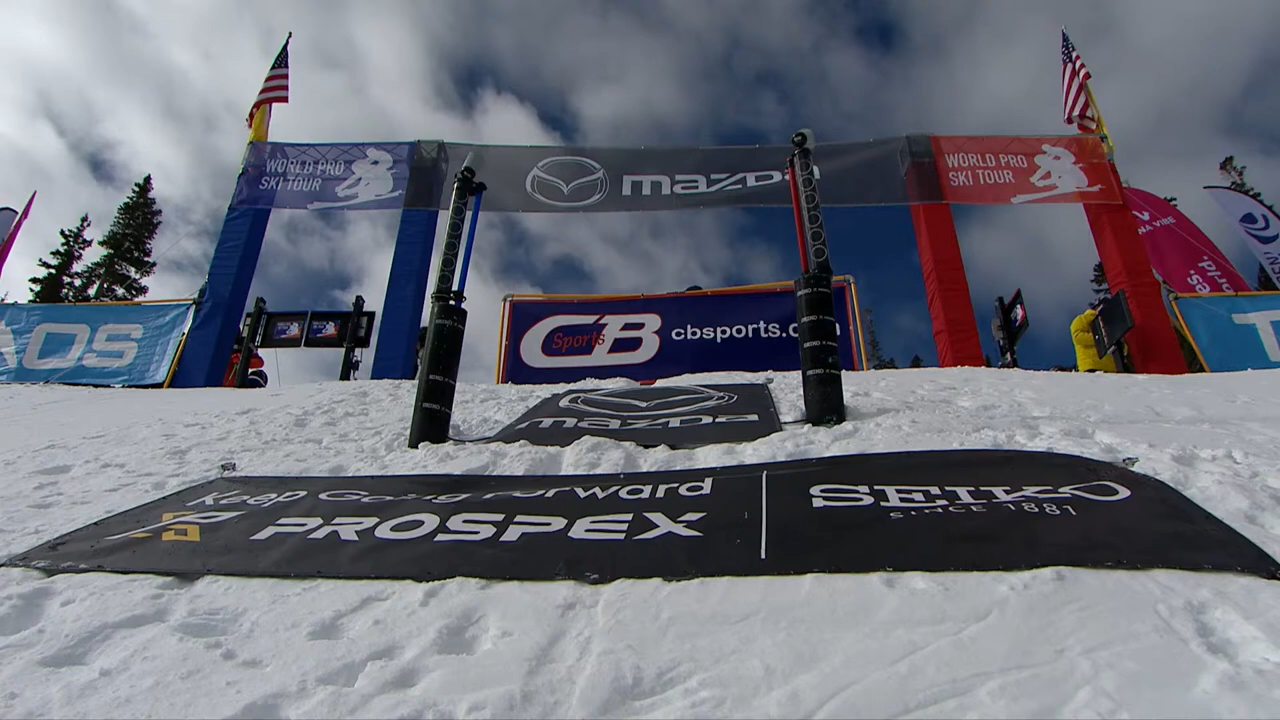 WORLD PRO
SKI TOUR
mazda
WORLD PRO
SKI TOUR
CB
Sports
cbsports.com
mazda
Keep Going Forward
PROSPEX
SEIKO
SINCE 1881